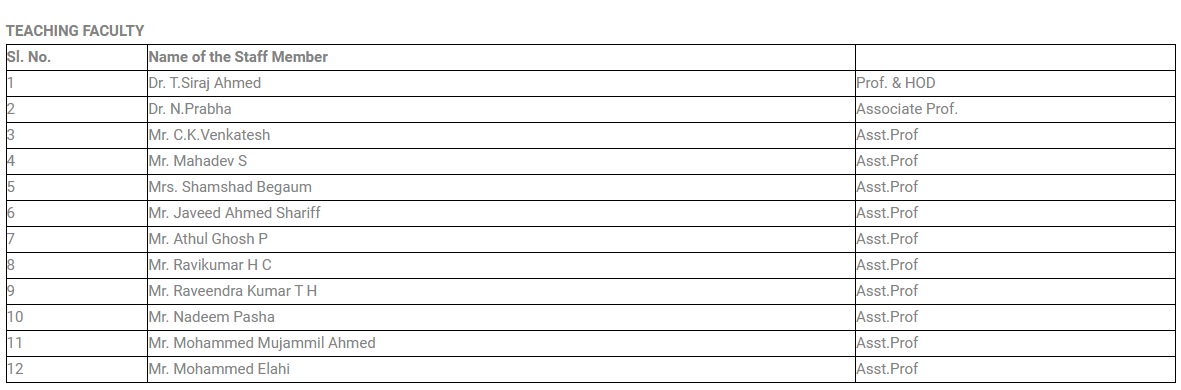 TEACHING FACULTY
Sl. No. Name of the Staff Member
1 Dr. T.Siraj Ahmed Prof. & HOD
2 Dr. N.Prabha Associate Prof.
3 Mr. C.K.Venkatesh Asst.Prof
4 Mr. Mahadev S Asst.Prof
5 Mrs. Shamshad Begaum Asst.Prof
6 Mr. Javeed Ahmed Shariff Asst.Prof
7 Mr. Athul Ghosh P Asst.Prof
8 Mr. Ravikumar H C Asst.Prof
9 Mr. Raveendra Kumar T H Asst.Prof
10 Mr. Nadeem Pasha Asst.Prof
11 Mr. Mohammed Mujammil Ahmed Asst.Prof
12 Mr. Mohammed Elahi Asst.Prof